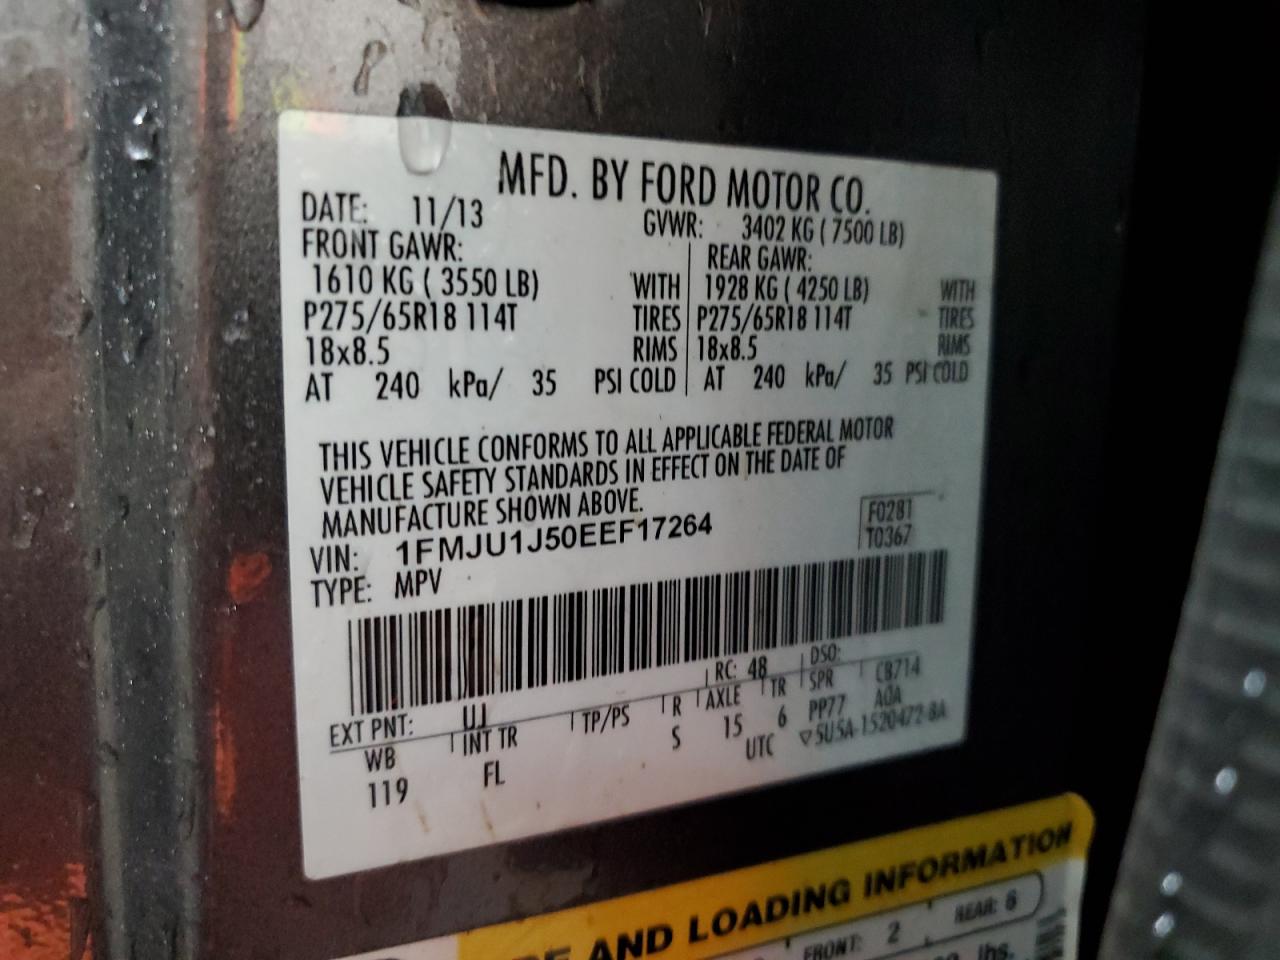 MFD. BY FORD MOTOR CO.
DATE: 11/13 GVWR: 3402 KG ( 7500 LB)
FRONT GAWR: REAR GAWR:
1610 KG ( 3550 LB) WITH 1928 KG ( 4250 LB) WITH
P275/65R18 114T TIRES P275/65R18 114T TIRES
18x8.5 RIMS 18x8.5 RIMS
AT 240 kPa/ 35 PSI COLD AT 240 kPa/ 35 PSI COLD
THIS VEHICLE CONFORMS TO ALL APPLICABLE FEDERAL MOTOR
VEHICLE SAFETY STANDARDS IN EFFECT ON THE DATE OF
MANUFACTURE SHOWN ABOVE.
F0281
VIN: 1FMJU1J50EEF17264
T0367
TYPE: MPV
EXT PNT: UJ RC: 48 DSO:
WB INT TR TP/PS R AXLE TR SPR CB714
119 FL S 15 6 PP77 AOA
UTC ▽5U5A-1520472-BA
AND LOADING INFORMATION
FRONT: 2 REAR: 6
lbs.